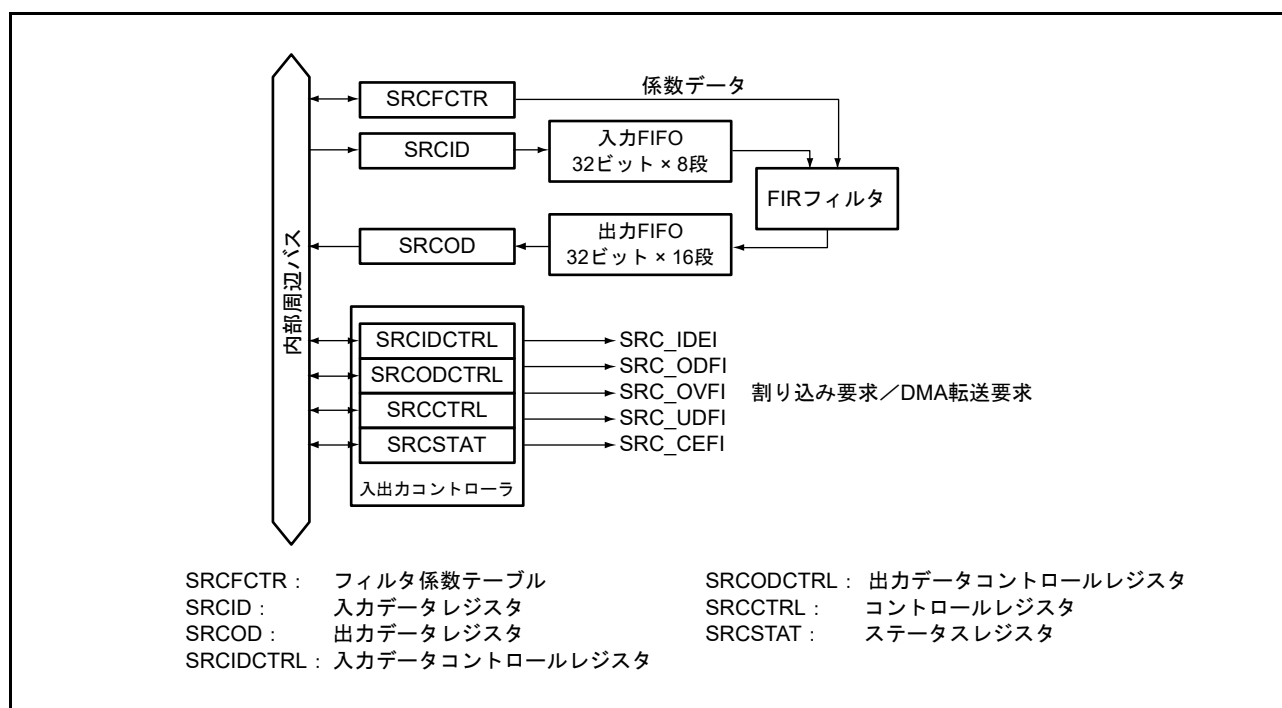 内部周辺バス
SRCFCTR
係数データ
SRCID
入力FIFO
32ビット × 8段
FIRフィルタ
SRCOD
出力FIFO
32ビット × 16段
SRCIDCTRL
SRCODCTRL
SRCCTRL
SRCSTAT
入出力コントローラ
SRC_IDEI
SRC_ODFI
SRC_OVFI
SRC_UDFI
SRC_CEFI
割り込み要求／DMA転送要求
SRCFCTR： フィルタ係数テーブル
SRCID： 入力データレジスタ
SRCOD： 出力データレジスタ
SRCIDCTRL： 入力データコントロールレジスタ
SRCODCTRL： 出力データコントロールレジスタ
SRCCTRL： コントロールレジスタ
SRCSTAT： ステータスレジスタ